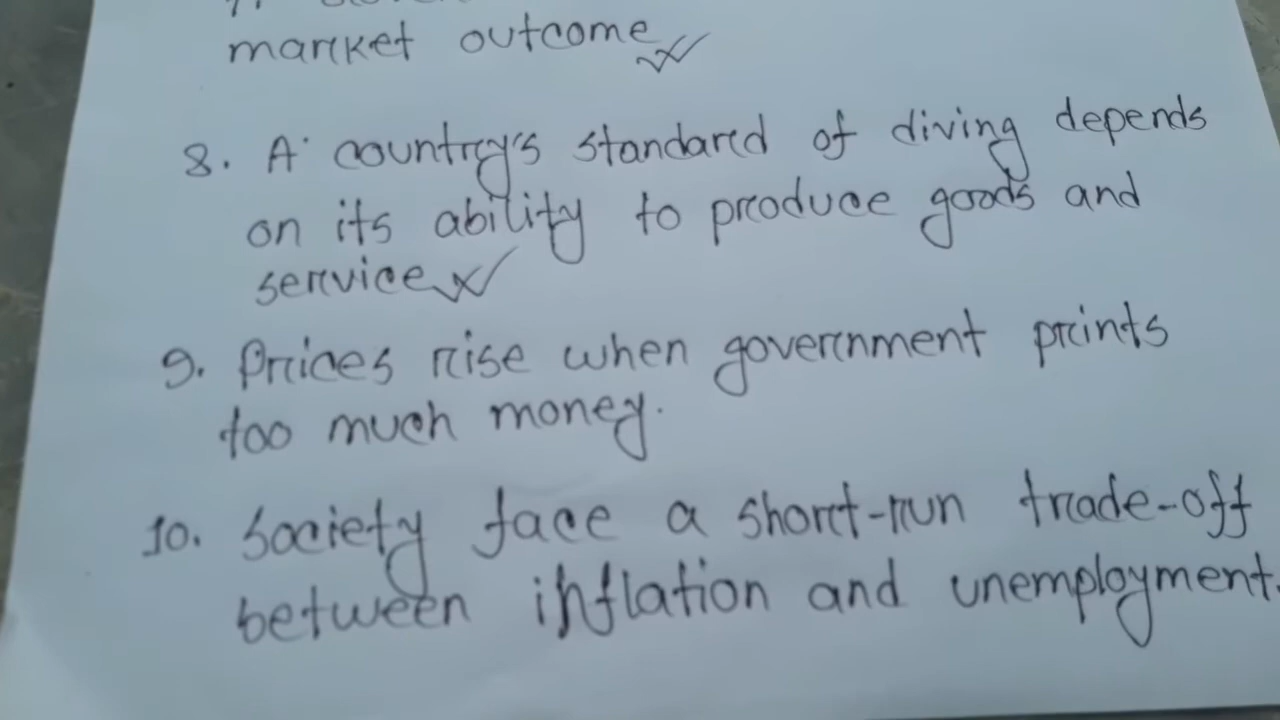 7.
market outcome
8. A country's standard of diving depends
on its ability to produce goods and
service
9. Prices rise when government prints
too much money.
10. Society face a short-run trade-off
between inflation and unemployment.